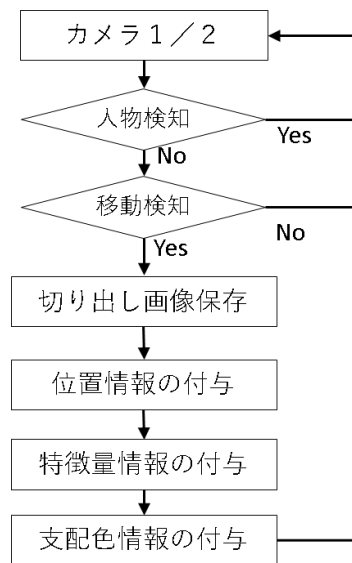 カメラ１／２
人物検知
Yes
No
移動検知
No
Yes
切り出し画像保存
位置情報の付与
特徴量情報の付与
支配色情報の付与